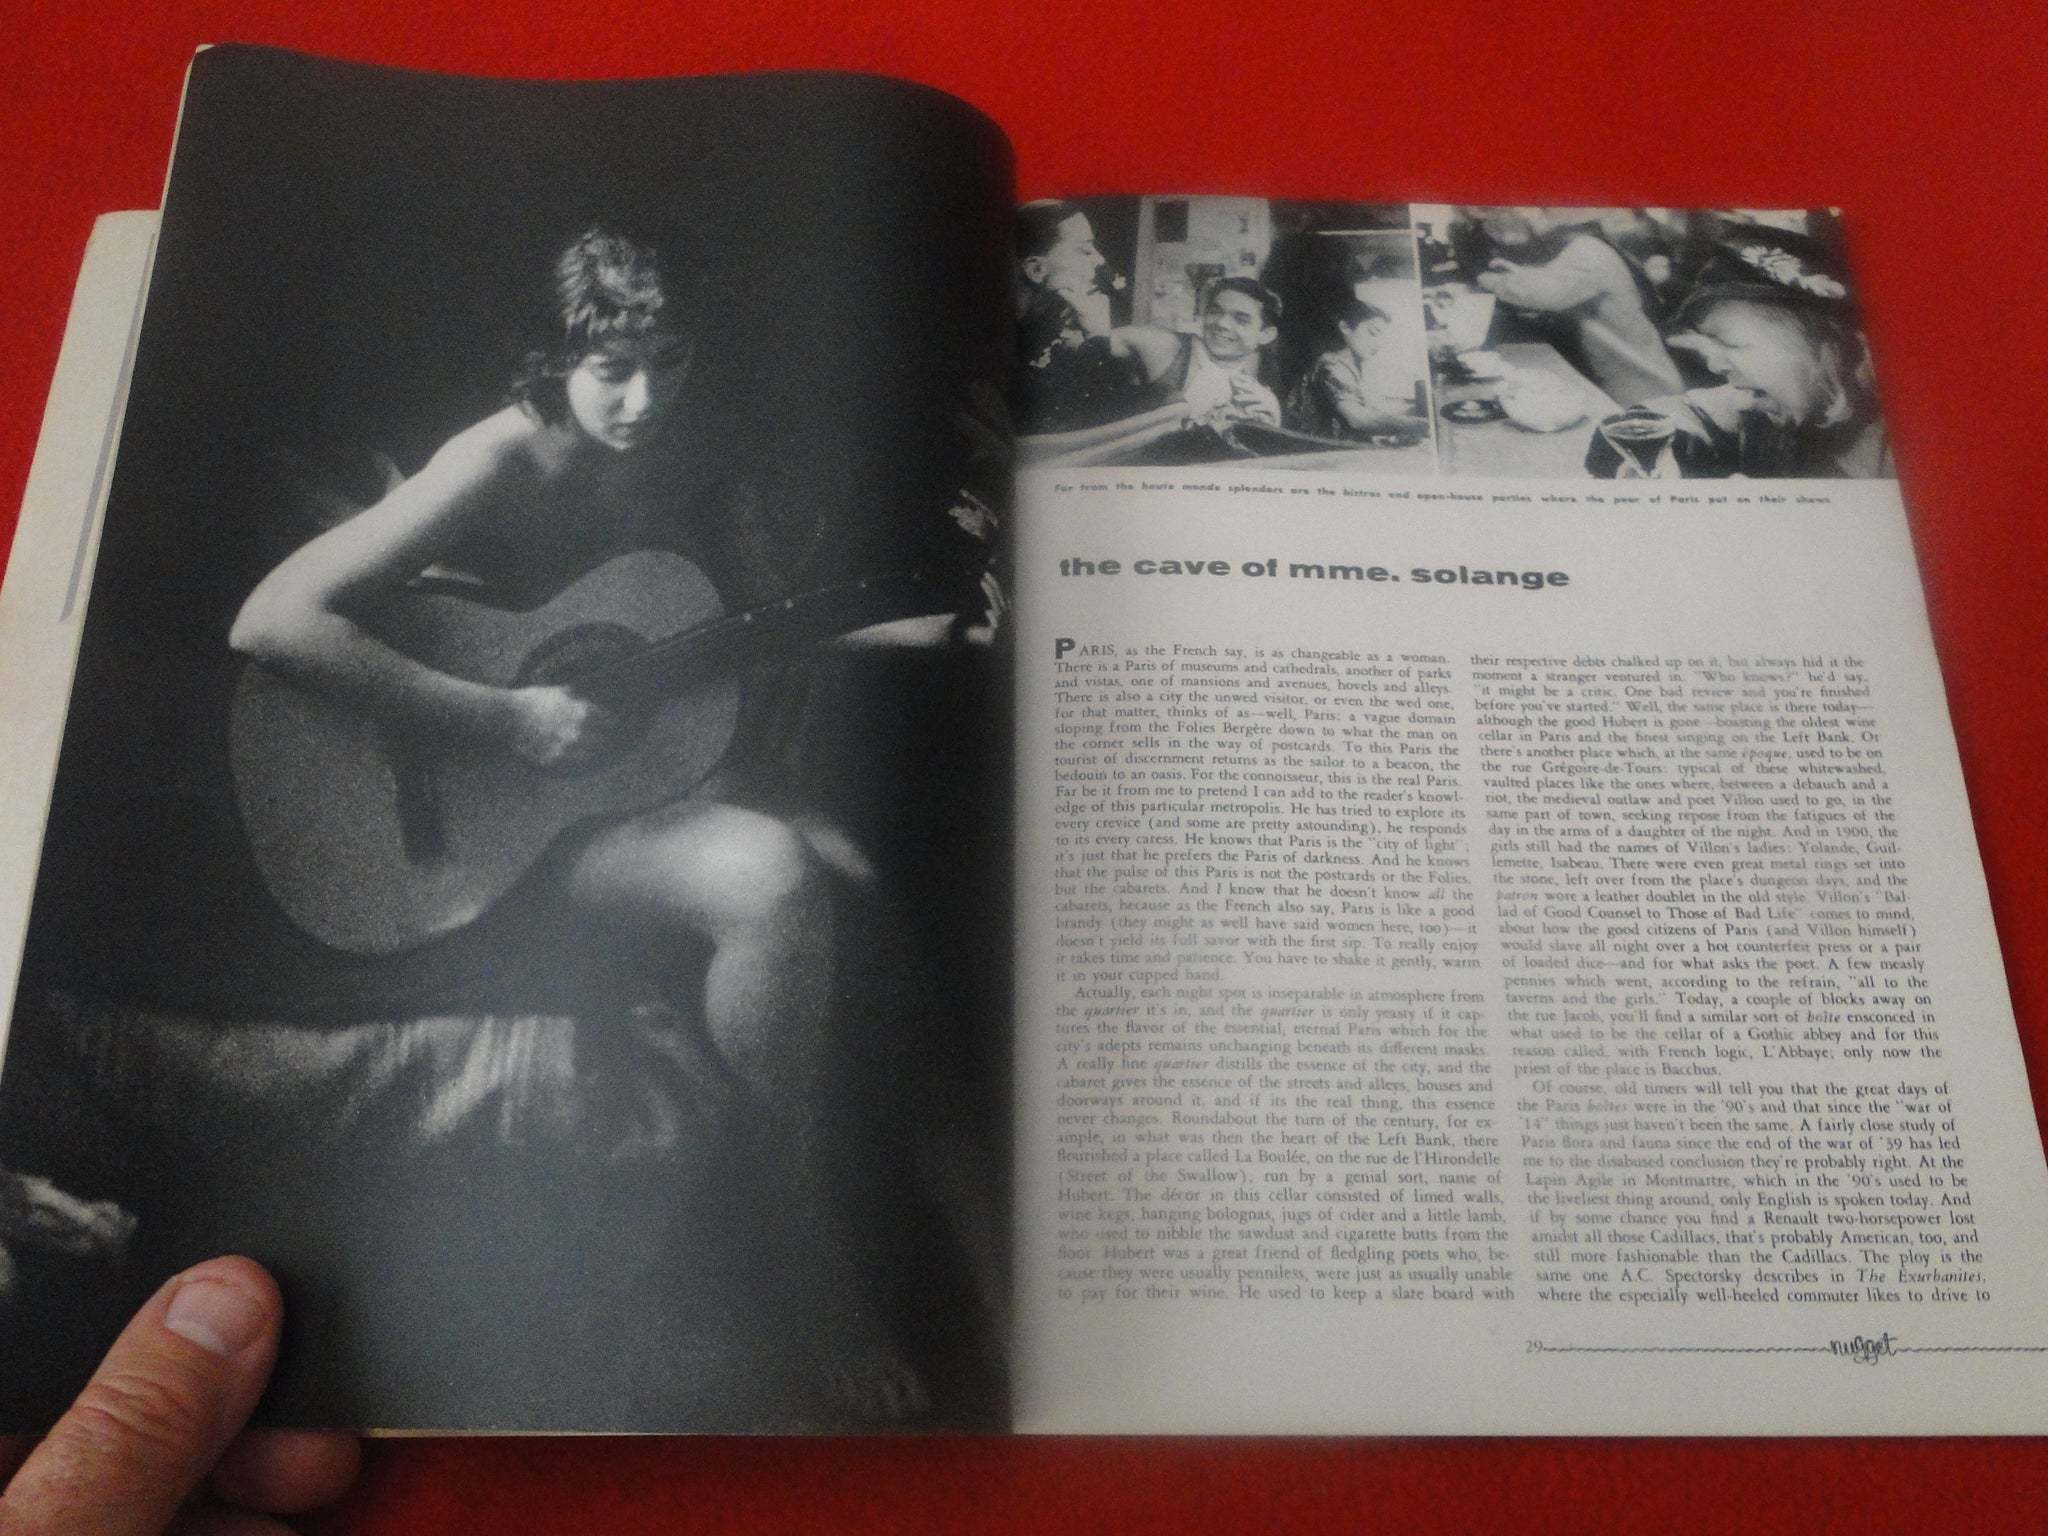 Far from the haute monde splendors are the bistros and open-house parties where the poor of Paris put on their shows
the cave of mme. solange
PARIS, as the French say, is as changeable as a woman.
There is a Paris of museums and cathedrals, another of parks
and vistas, one of mansions and avenues, hovels and alleys.
There is also a city the unwed visitor, or even the wed one,
for that matter, thinks of as—well, Paris: a vague domain
sloping from the Folies Bergère down to what the man on
the corner sells in the way of postcards. To this Paris the
tourist of discernment returns as the sailor to a beacon, the
bedouin to an oasis. For the connoisseur, this is the real Paris.
Far be it from me to pretend I can add to the reader's knowl-
edge of this particular metropolis. He has tried to explore its
every crevice (and some are pretty astounding), he responds
to its every caress. He knows that Paris is the "city of light";
it's just that he prefers the Paris of darkness. And he knows
that the pulse of this Paris is not the postcards or the Folies,
but the cabarets. And I know that he doesn't know all the
cabarets, because as the French also say, Paris is like a good
brandy (they might as well have said women here, too)—it
doesn't yield its full savor with the first sip. To really enjoy
it takes time and patience. You have to shake it gently, warm
it in your cupped hand.
Actually, each night spot is inseparable in atmosphere from
the quartier it's in, and the quartier is only yeasty if it cap-
tures the flavor of the essential, eternal Paris which for the
city's adepts remains unchanging beneath its different masks.
A really fine quartier distills the essence of the city, and the
cabaret gives the essence of the streets and alleys, houses and
doorways around it, and if its the real thing, this essence
never changes. Roundabout the turn of the century, for ex-
ample, in what was then the heart of the Left Bank, there
flourished a place called La Boulée, on the rue de l'Hirondelle
(Street of the Swallow), run by a genial sort, name of
Hubert. The décor in this cellar consisted of limed walls,
wine kegs, hanging bolognas, jugs of cider and a little lamb,
who used to nibble the sawdust and cigarette butts from the
floor. Hubert was a great friend of fledgling poets who, be-
cause they were usually penniless, were just as usually unable
to pay for their wine. He used to keep a slate board with
their respective debts chalked up on it, but always hid it the
moment a stranger ventured in. "Who knows?" he'd say,
"it might be a critic. One bad review and you're finished
before you've started." Well, the same place is there today—
although the good Hubert is gone—boasting the oldest wine
cellar in Paris and the finest singing on the Left Bank. Or
there's another place which, at the same époque, used to be on
the rue Grégoire-de-Tours: typical of these whitewashed,
vaulted places like the ones where, between a debauch and a
riot, the medieval outlaw and poet Villon used to go, in the
same part of town, seeking repose from the fatigues of the
day in the arms of a daughter of the night. And in 1900, the
girls still had the names of Villon's ladies: Yolande, Guil-
lemette, Isabeau. There were even great metal rings set into
the stone, left over from the place's dungeon days, and the
patron wore a leather doublet in the old style. Villon's "Bal-
lad of Good Counsel to Those of Bad Life" comes to mind,
about how the good citizens of Paris (and Villon himself)
would slave all night over a hot counterfeit press or a pair
of loaded dice—and for what asks the poet. A few measly
pennies which went, according to the refrain, "all to the
taverns and the girls." Today, a couple of blocks away on
the rue Jacob, you'll find a similar sort of boîte ensconced in
what used to be the cellar of a Gothic abbey and for this
reason called, with French logic, L'Abbaye; only now the
priest of the place is Bacchus.
Of course, old timers will tell you that the great days of
the Paris boîtes were in the '90's and that since the "war of
'14" things just haven't been the same. A fairly close study of
Paris flora and fauna since the end of the war of '39 has led
me to the disabused conclusion they're probably right. At the
Lapin Agile in Montmartre, which in the '90's used to be
the liveliest thing around, only English is spoken today. And
if by some chance you find a Renault two-horsepower lost
amidst all those Cadillacs, that's probably American, too, and
still more fashionable than the Cadillacs. The ploy is the
same one A.C. Spectorsky describes in The Exurbanites,
where the especially well-heeled commuter likes to drive to
29 nugget